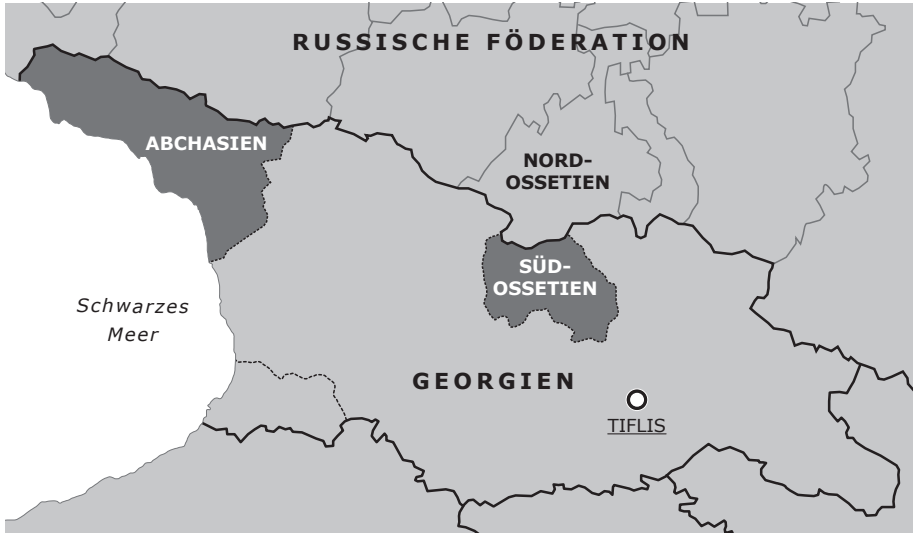 RUSSISCHE FÖDERATION
ABCHASIEN
NORD-
OSSETIEN
SÜD-
OSSETIEN
Schwarzes
Meer
GEORGIEN
TIFLIS